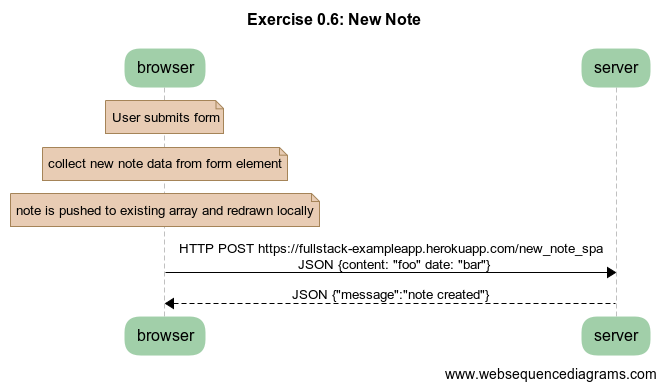 Exercise 0.6: New Note
browser
server
User submits form
collect new note data from form element
note is pushed to existing array and redrawn locally
HTTP POST https://fullstack-exampleapp.herokuapp.com/new_note_spa
JSON {content: "foo" date: "bar"}
JSON {"message":"note created"}
browser
server
www.websequencediagrams.com